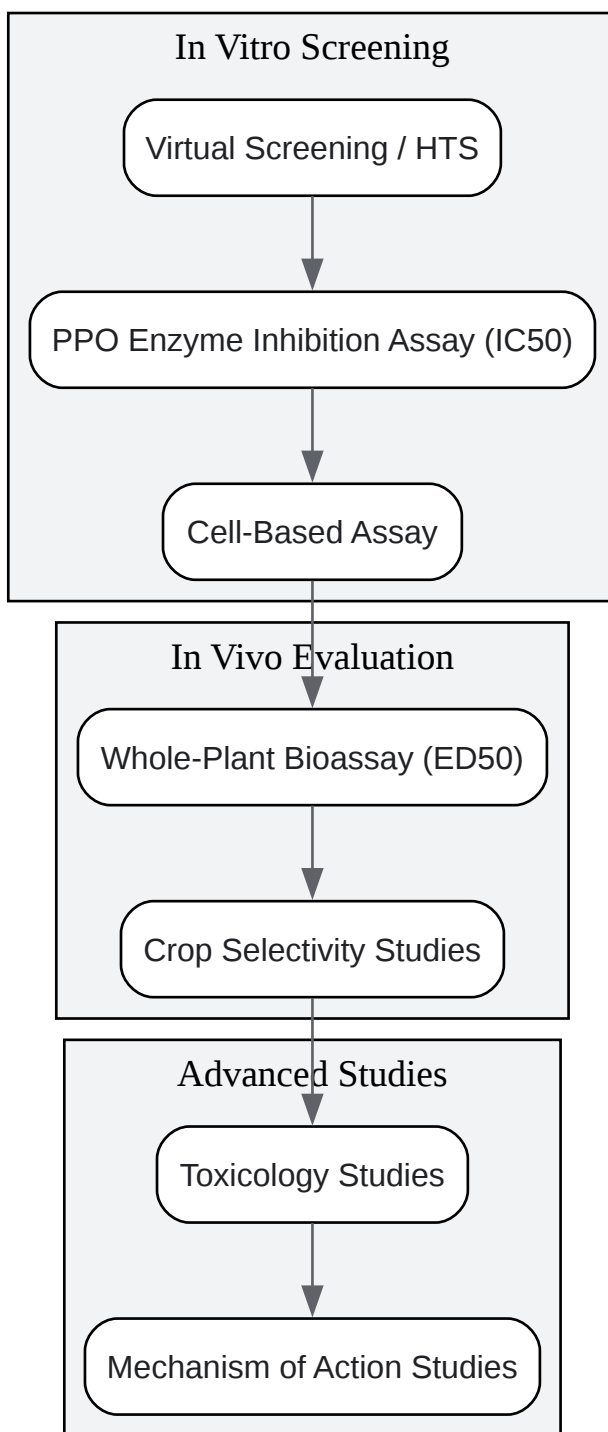 In Vitro Screening
Virtual Screening / HTS
PPO Enzyme Inhibition Assay (IC50)
Cell-Based Assay
In Vivo Evaluation
Whole-Plant Bioassay (ED50)
Crop Selectivity Studies
Advanced Studies
Toxicology Studies
Mechanism of Action Studies